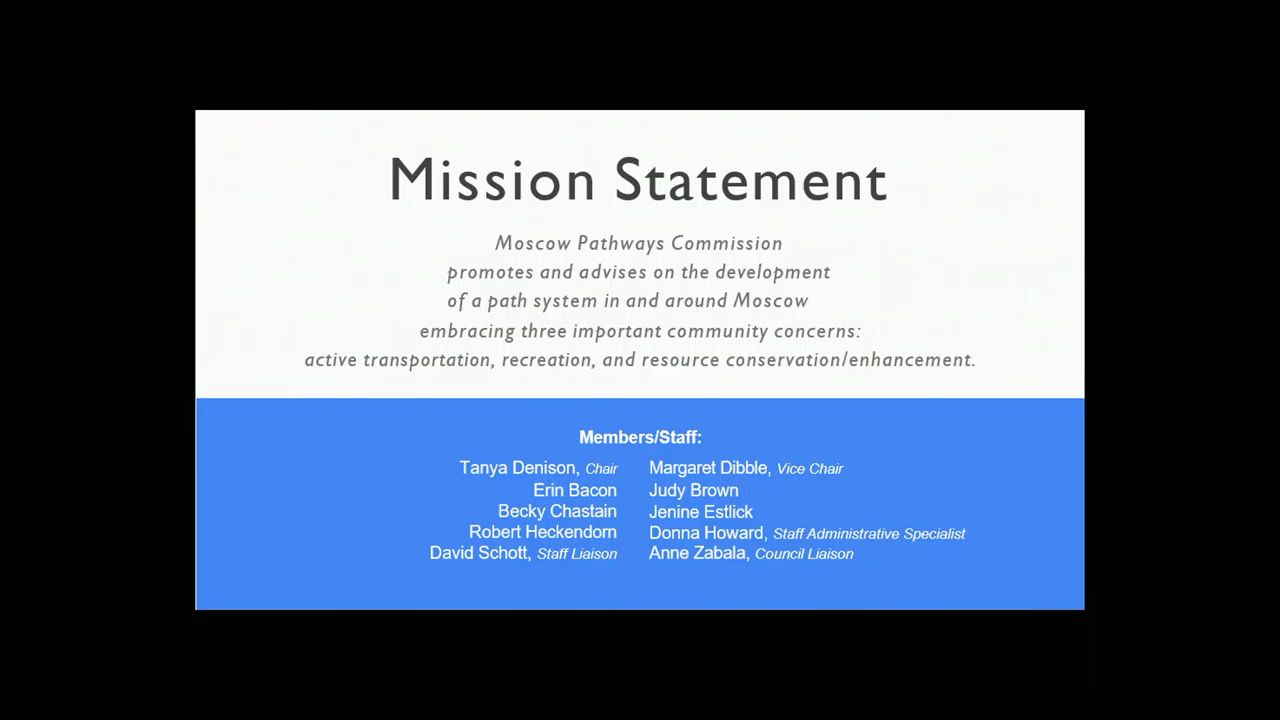 Mission Statement
Moscow Pathways Commission
promotes and advises on the development
of a path system in and around Moscow
embracing three important community concerns:
active transportation, recreation, and resource conservation/enhancement.
Members/Staff:
Tanya Denison, Chair
Margaret Dibble, Vice Chair
Erin Bacon
Judy Brown
Becky Chastain
Jenine Estlick
Robert Heckendorn
Donna Howard, Staff Administrative Specialist
David Schott, Staff Liaison
Anne Zabala, Council Liaison